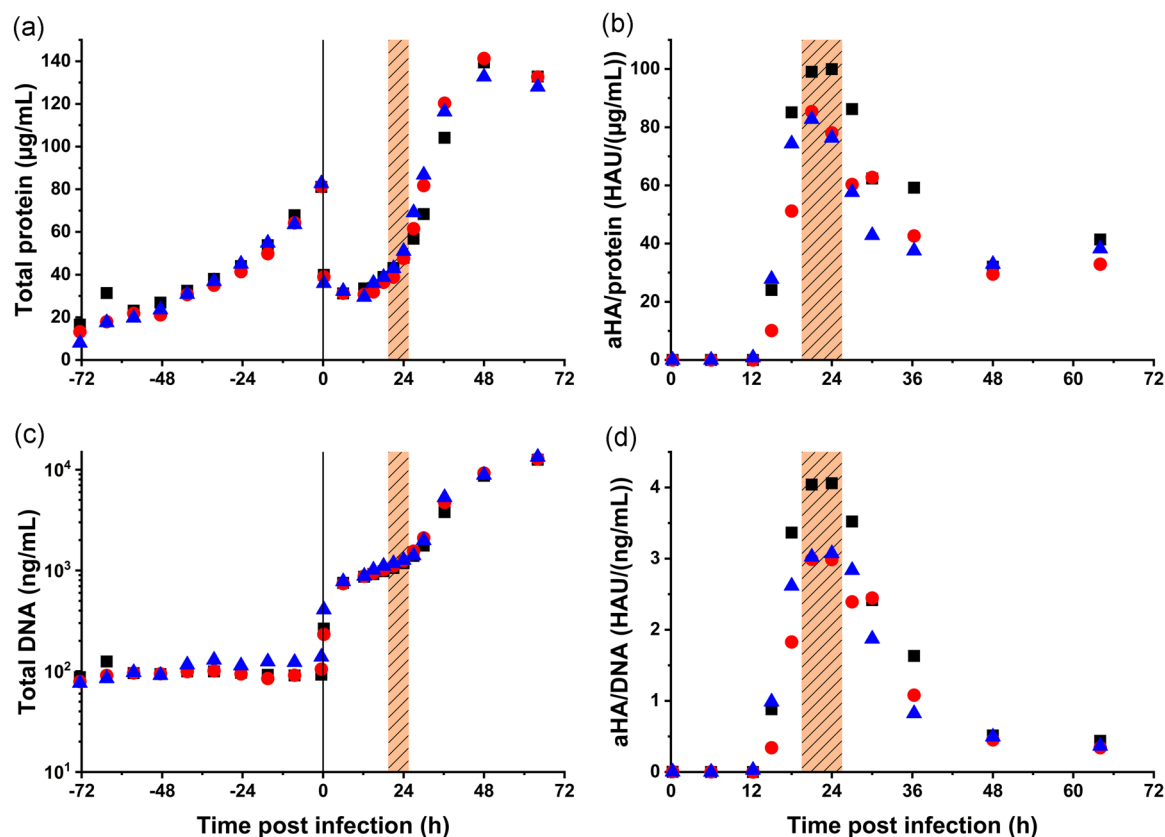 (a)
Total protein (µg/mL)
140
120
100
80
60
40
20
0
-72 -48 -24 0 24 48 72
(b)
aHA/protein (HAU/(µg/mL))
100
80
60
40
20
0
0 12 24 36 48 60 72
(c)
Total DNA (ng/mL)
10⁴
10³
10²
10¹
-72 -48 -24 0 24 48 72
Time post infection (h)
(d)
aHA/DNA (HAU/(ng/mL))
4
3
2
1
0
0 12 24 36 48 60 72
Time post infection (h)